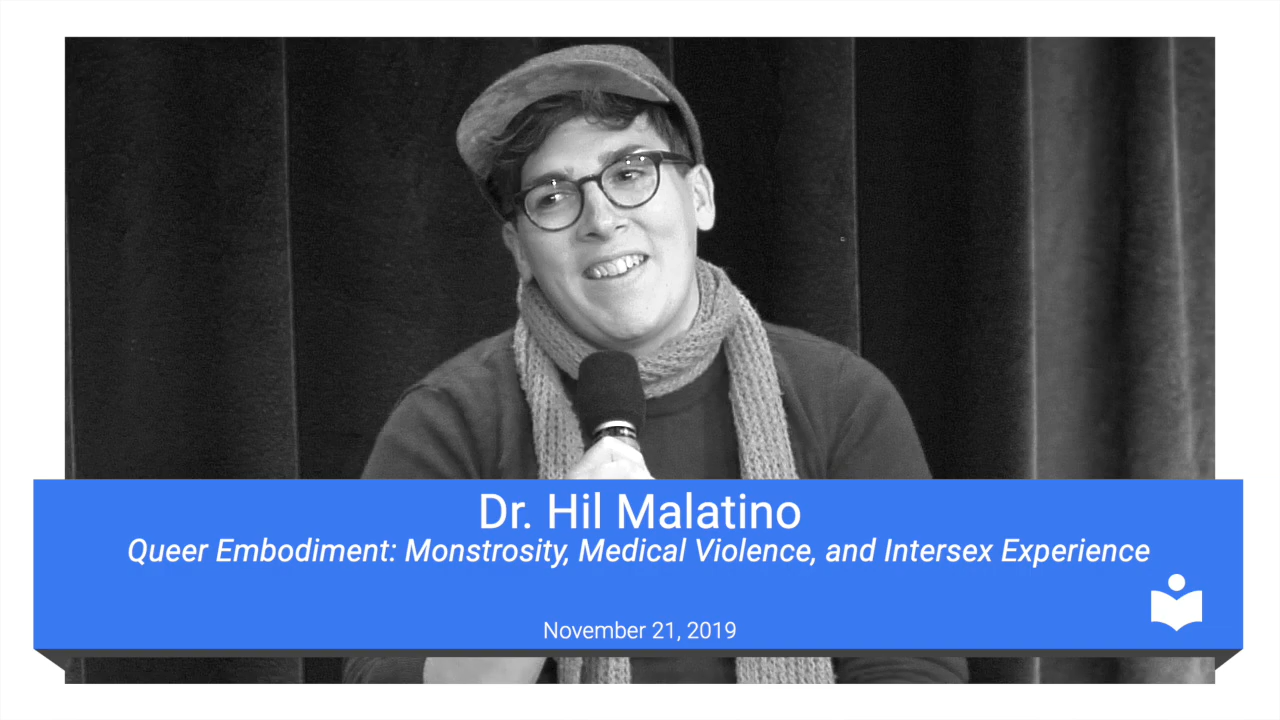 Dr. Hil Malatino
Queer Embodiment: Monstrosity, Medical Violence, and Intersex Experience
November 21, 2019